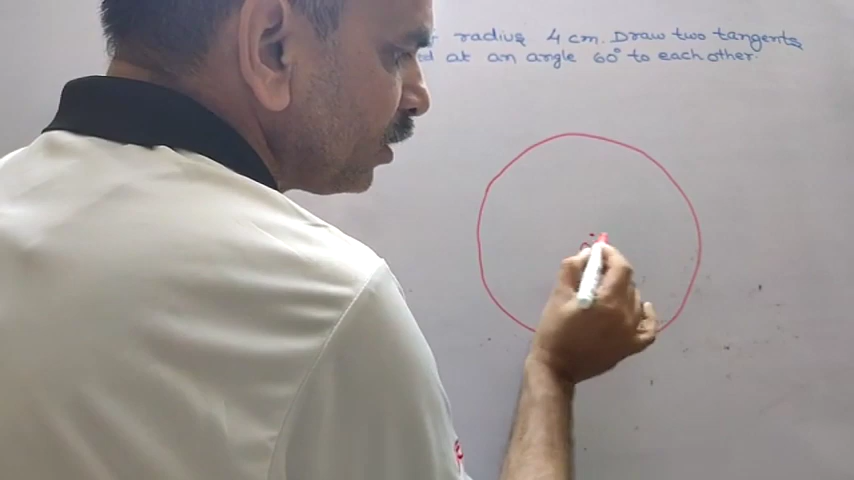 radius 4 cm. Draw two tangents
at an angle 60° to each other.